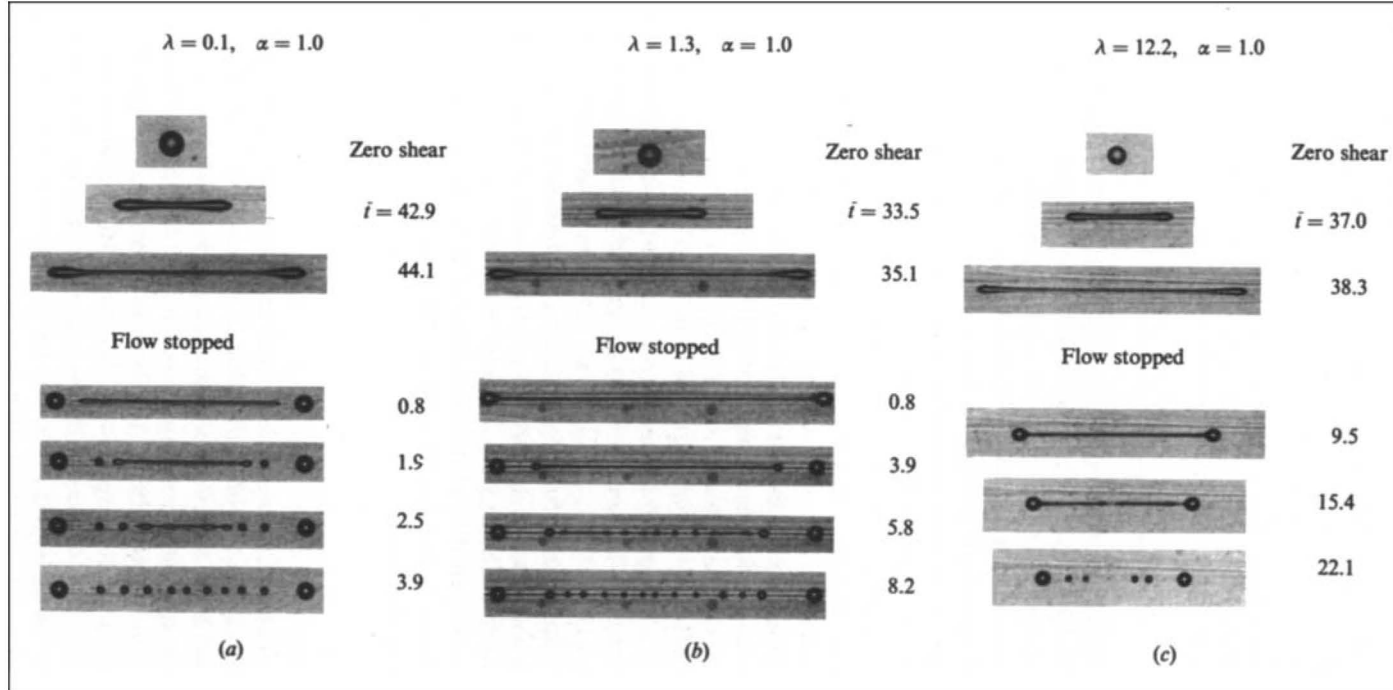 λ = 0.1, α = 1.0
Zero shear
t̄ = 42.9
44.1
Flow stopped
0.8
1.9
2.5
3.9
(a)
λ = 1.3, α = 1.0
Zero shear
t̄ = 33.5
35.1
Flow stopped
0.8
3.9
5.8
8.2
(b)
λ = 12.2, α = 1.0
Zero shear
t̄ = 37.0
38.3
Flow stopped
9.5
15.4
22.1
(c)